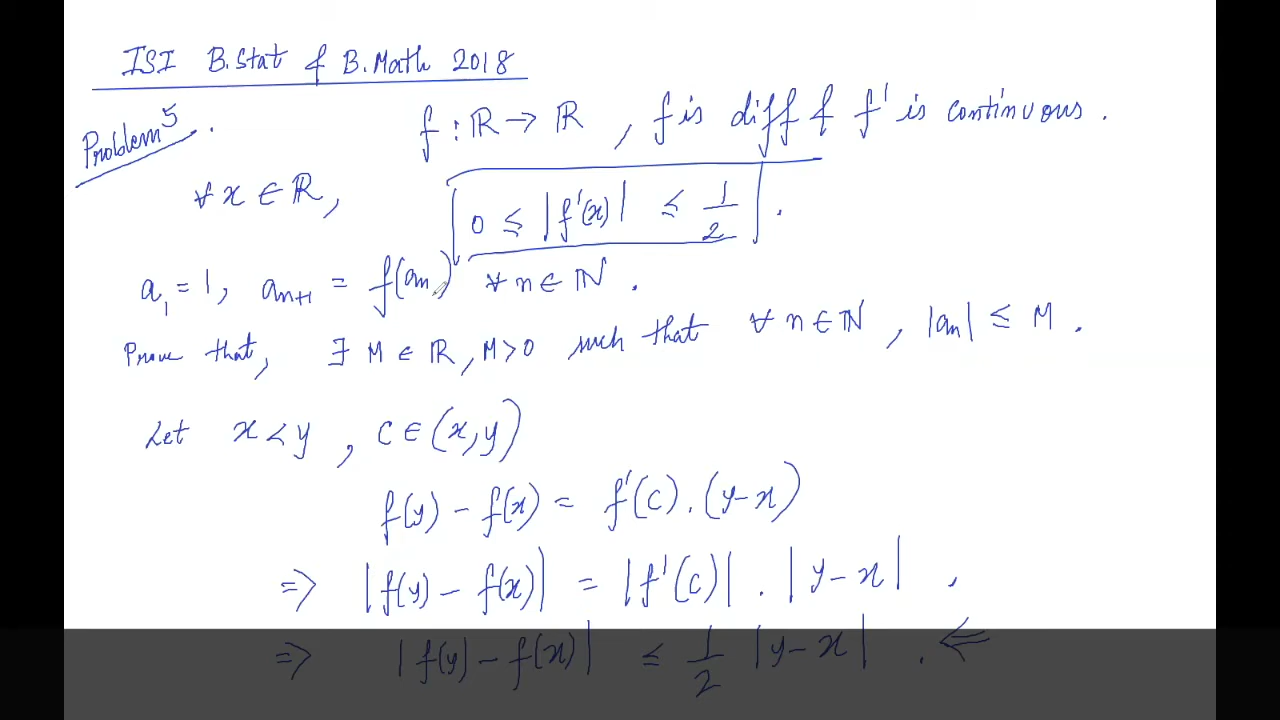 ISI B.Stat & B.Math 2018
Problem 5. f : ℝ → ℝ , f is diff & f' is continuous .
∀ x ∈ ℝ, 0 ≤ |f'(x)| ≤ 1/2 .
a₁ = 1, aₙ₊₁ = f(aₙ) ∀ n ∈ ℕ .
Prove that, ∃ M ∈ ℝ, M>0 such that ∀ n ∈ ℕ , |aₙ| ≤ M .
Let x < y , c ∈ (x,y)
f(y) - f(x) = f'(c) . (y-x)
⇒ |f(y) - f(x)| = |f'(c)| . |y - x| .
⇒ |f(y) - f(x)| ≤ 1/2 |y - x| . ⇐